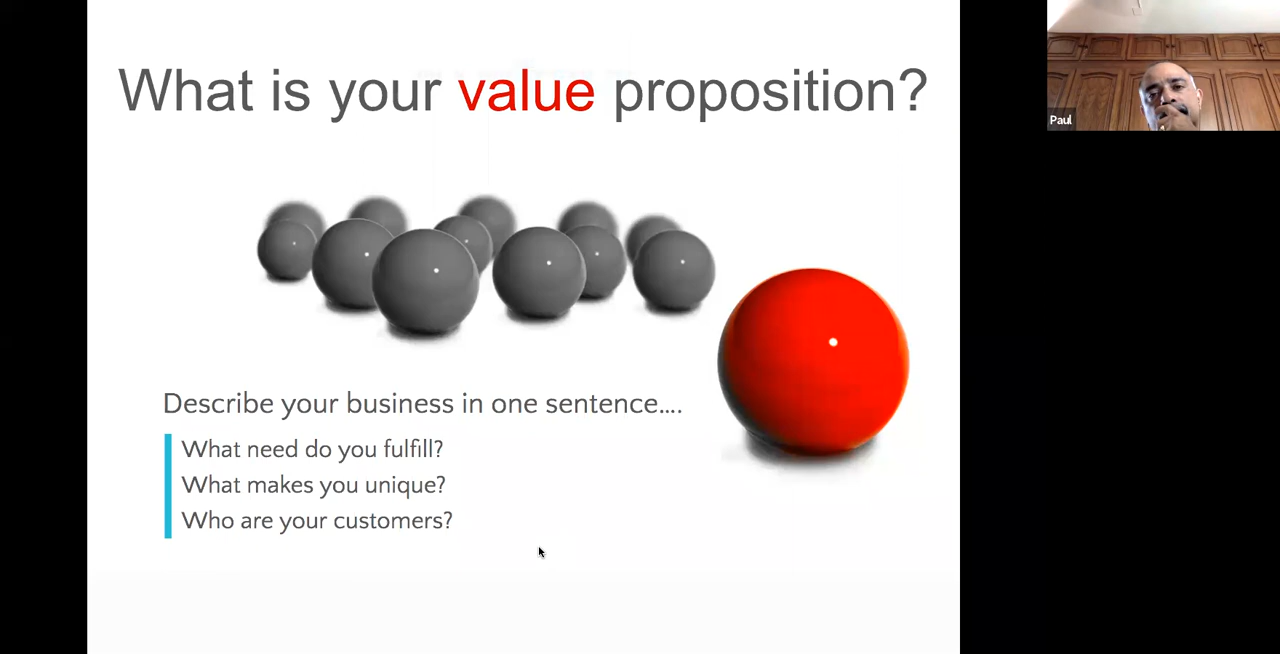 What is your value proposition?
Describe your business in one sentence....
What need do you fulfill?
What makes you unique?
Who are your customers?
Paul